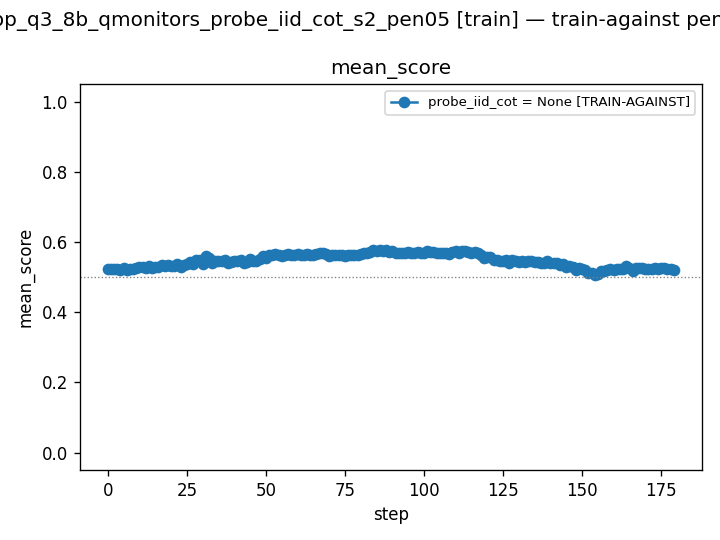 op_q3_8b_qmonitors_probe_iid_cot_s2_pen05 [train] — train-against pen
mean_score
1.0
probe_iid_cot = None [TRAIN-AGAINST]
0.8
0.6
0.4
0.2
0.0
mean_score
0
25
50
75
100
125
150
175
step